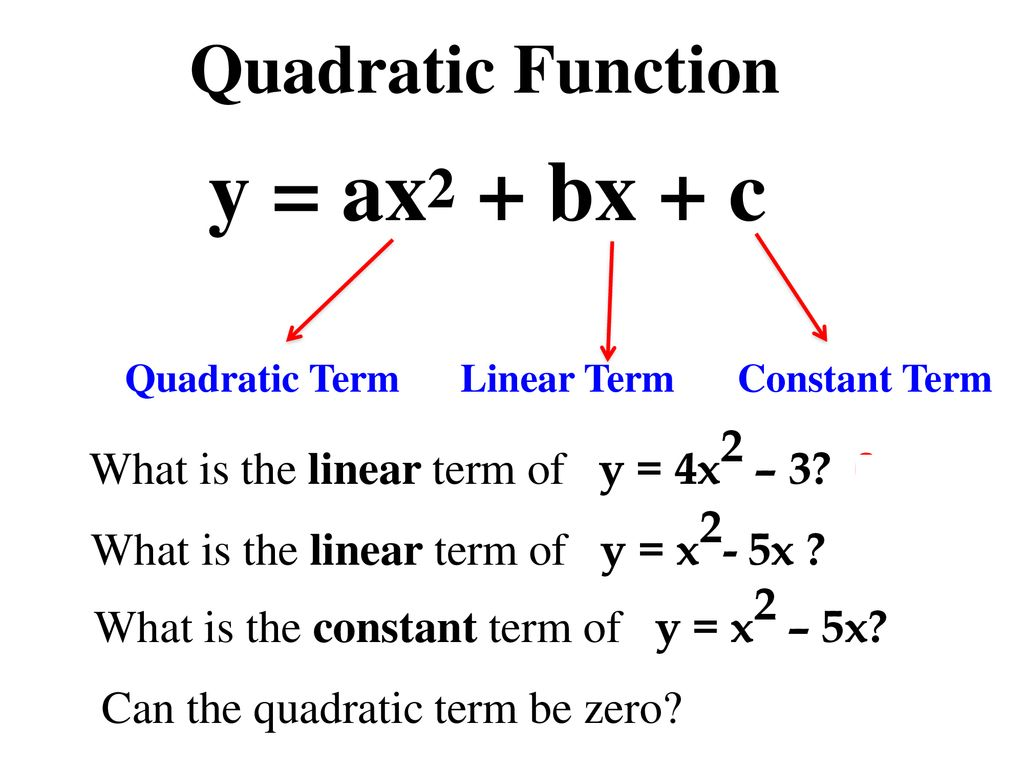 Quadratic Function
y = ax² + bx + c
Quadratic Term Linear Term Constant Term
What is the linear term of y = 4x² – 3?
What is the linear term of y = x²- 5x ?
What is the constant term of y = x² – 5x?
Can the quadratic term be zero?